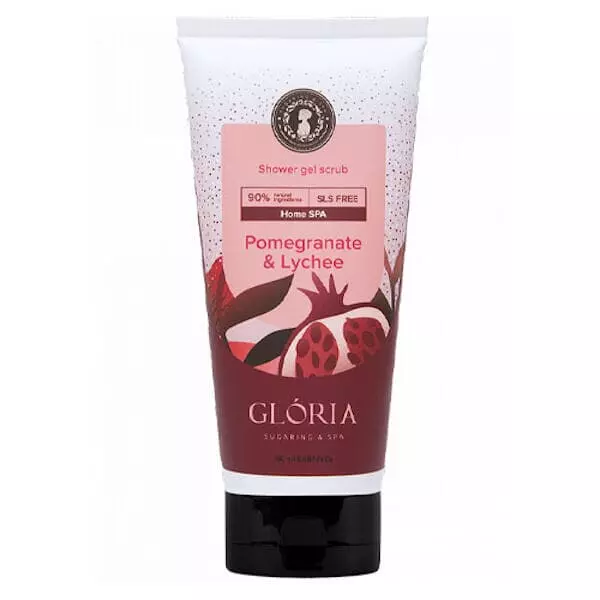 Shower gel scrub
90% natural ingredients SLS FREE
Home SPA
Pomegranate
& Lychee
GLÓRIA
SUGARING & SPA